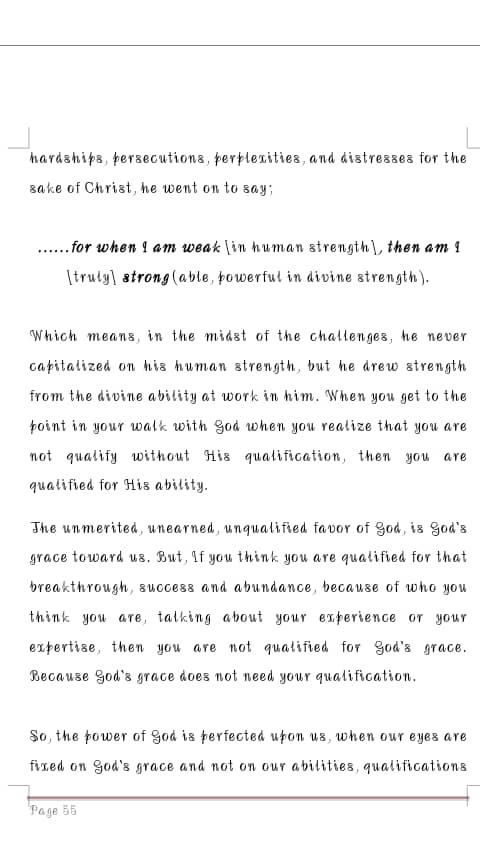 hardships, persecutions, perplexities, and distresses for the
sake of Christ, he went on to say;
......for when I am weak [in human strength], then am I
[truly] strong (able, powerful in divine strength).
Which means, in the midst of the challenges, he never
capitalized on his human strength, but he drew strength
from the divine ability at work in him. When you get to the
point in your walk with God when you realize that you are
not qualify without His qualification, then you are
qualified for His ability.
The unmerited, unearned, unqualified favor of God, is God's
grace toward us. But, If you think you are qualified for that
breakthrough, success and abundance, because of who you
think you are, talking about your experience or your
expertise, then you are not qualified for God's grace.
Because God's grace does not need your qualification.
So, the power of God is perfected upon us, when our eyes are
fixed on God's grace and not on our abilities, qualifications
Page 55